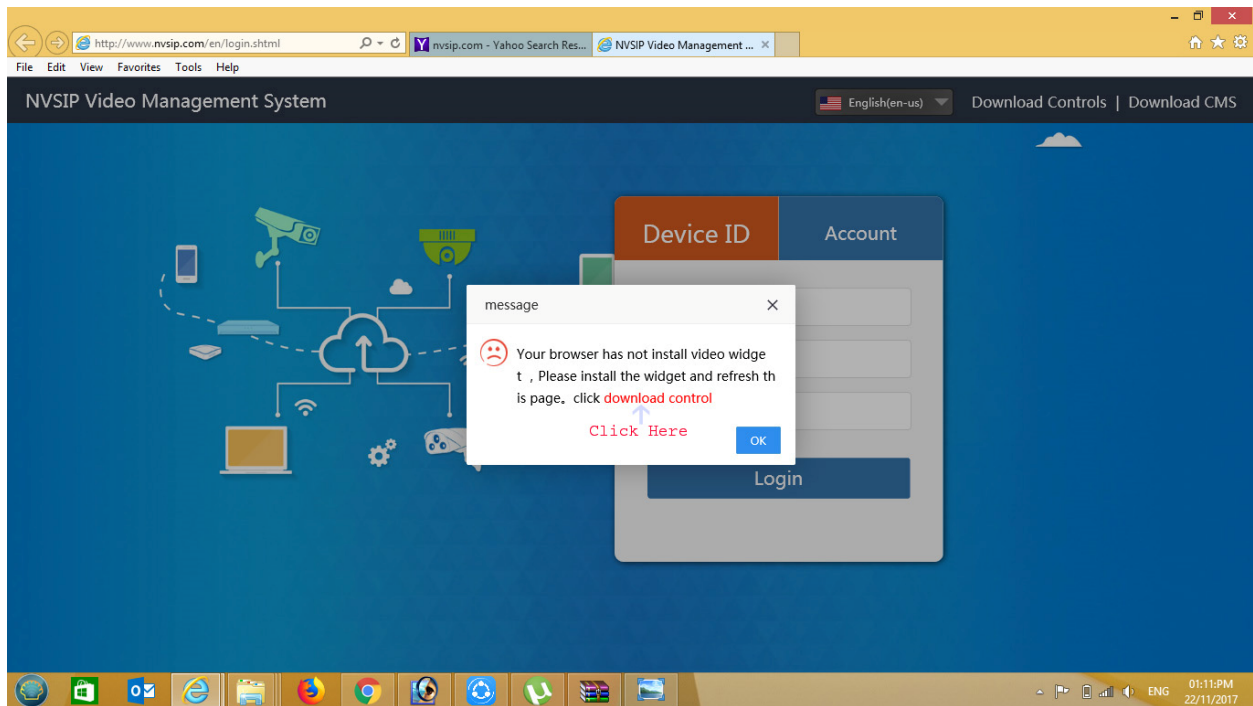 http://www.nvsip.com/en/login.shtml
nvsip.com - Yahoo Search Res...
NVSIP Video Management ...
File Edit View Favorites Tools Help
NVSIP Video Management System
English(en-us)
Download Controls | Download CMS
Device ID
Account
message
Your browser has not install video widge
t , Please install the widget and refresh th
is page。click download control
Click Here
OK
Login
ENG
01:11:PM
22/11/2017